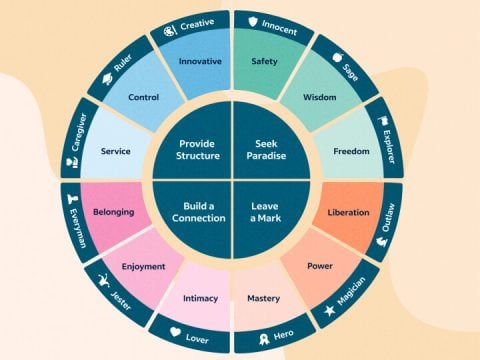 Creative
Innocent
Sage
Explorer
Outlaw
Magician
Hero
Lover
Jester
Everyman
Caregiver
Ruler
Innovative
Safety
Wisdom
Freedom
Liberation
Power
Mastery
Intimacy
Enjoyment
Belonging
Service
Control
Provide
Structure
Seek
Paradise
Build a
Connection
Leave
a Mark